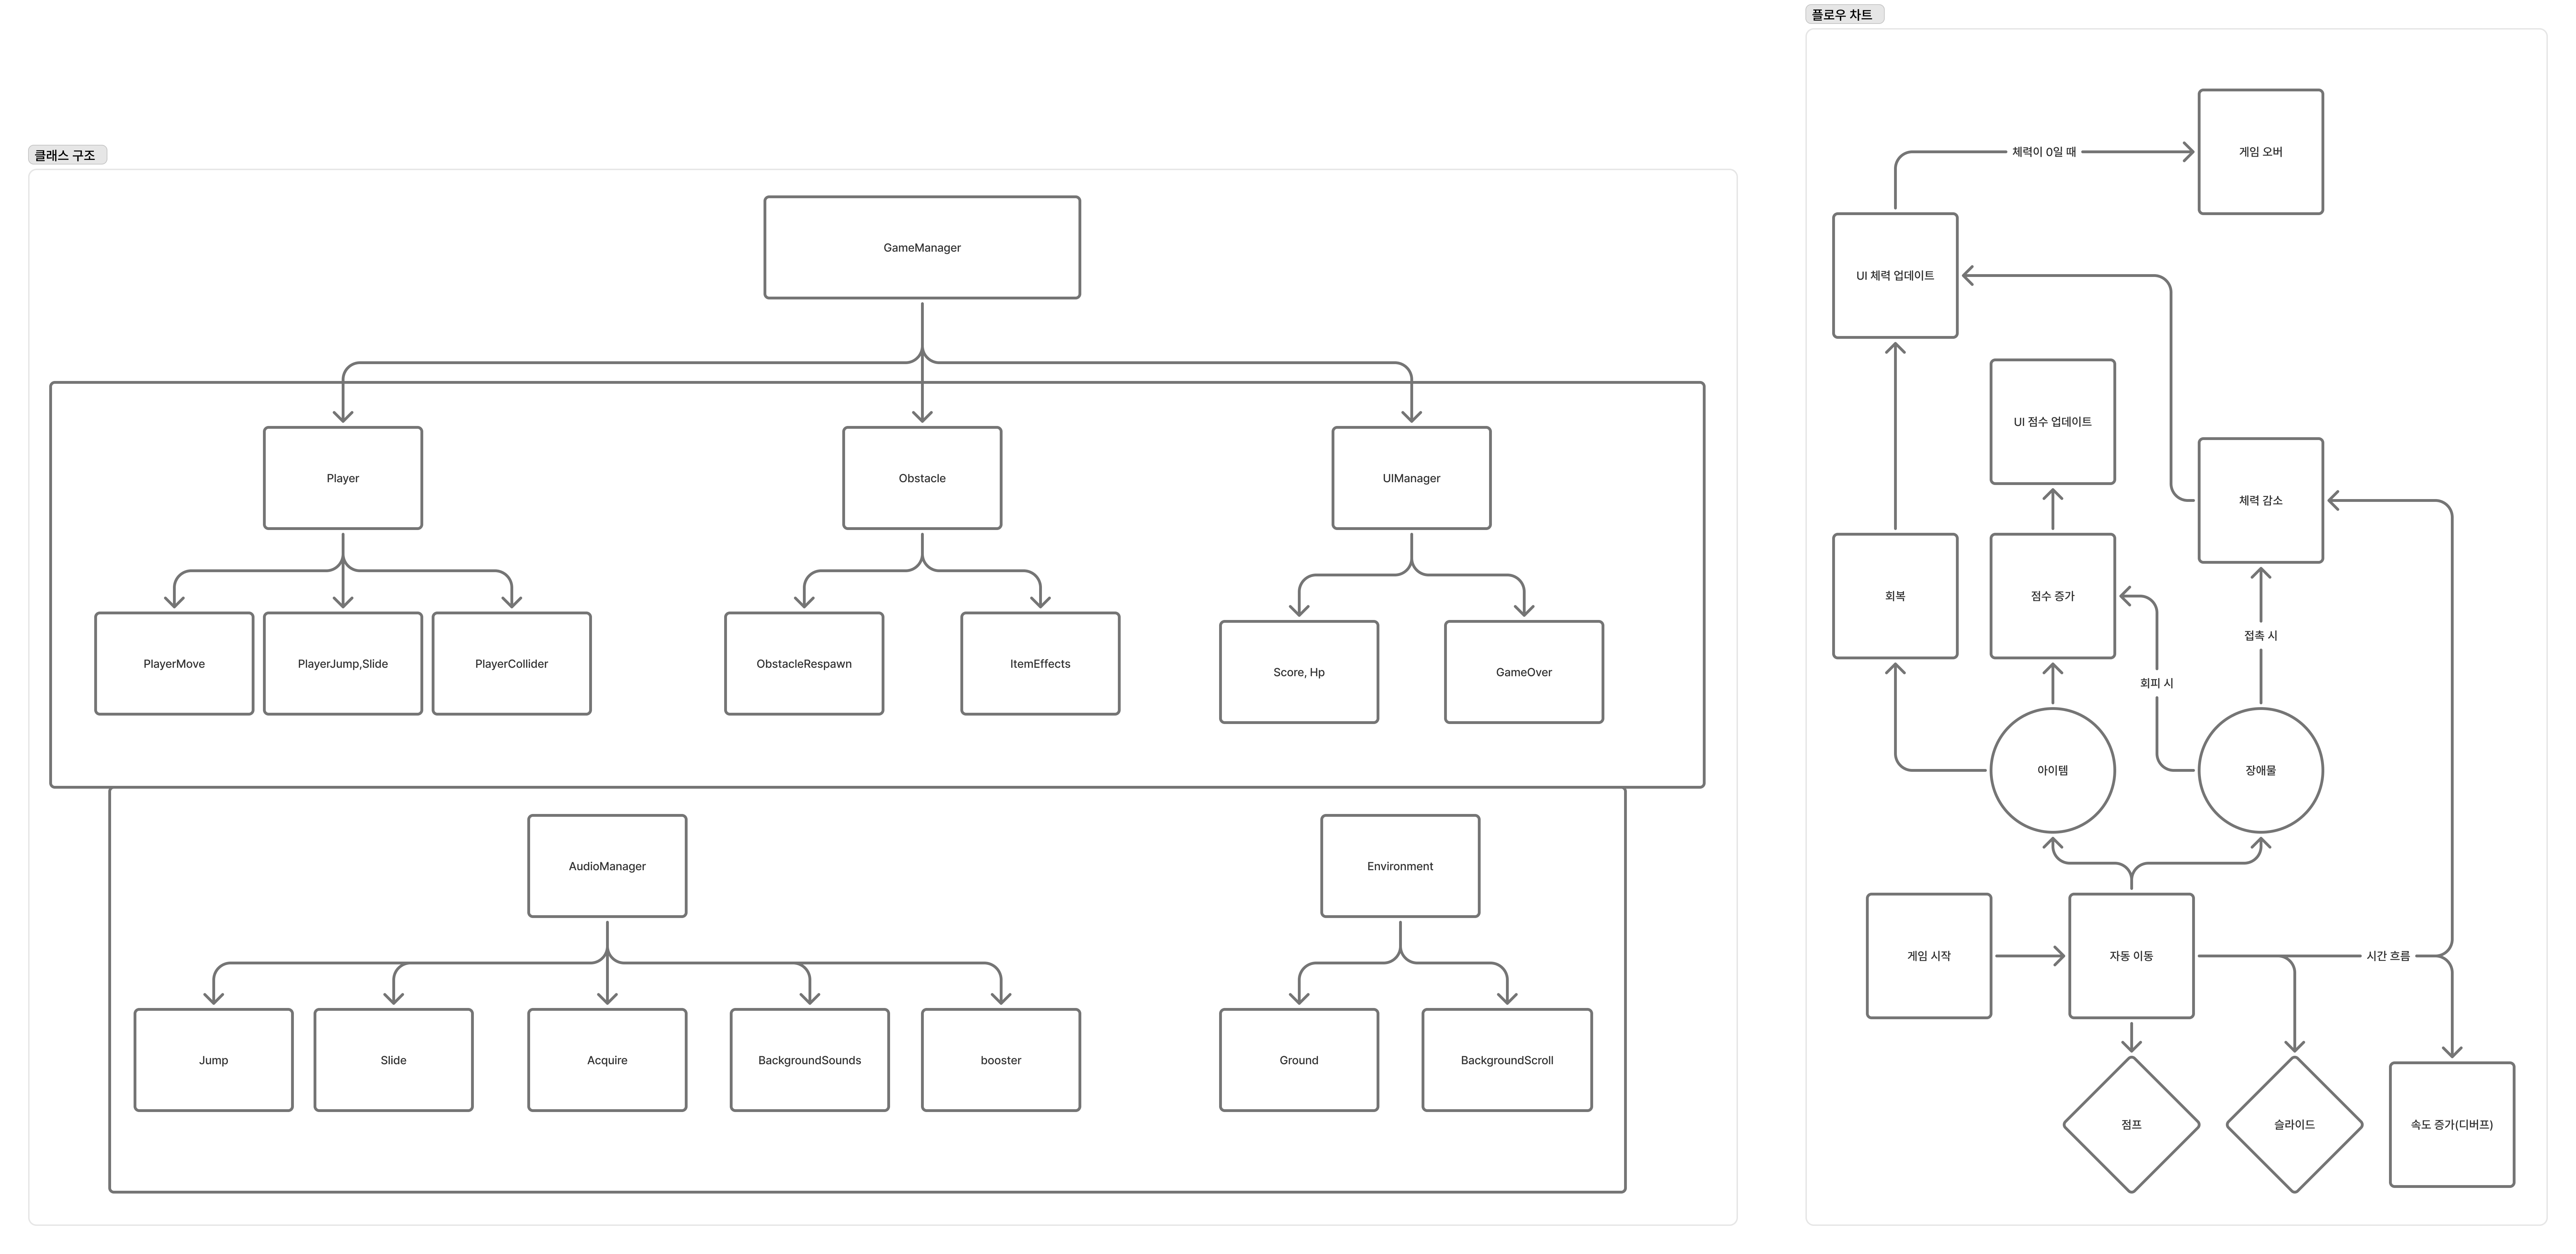 클래스 구조
GameManager
Player
Obstacle
UIManager
PlayerMove
PlayerJump,Slide
PlayerCollider
ObstacleRespawn
ItemEffects
Score, Hp
GameOver
AudioManager
Environment
Jump
Slide
Acquire
BackgroundSounds
booster
Ground
BackgroundScroll
플로우 차트
체력이 0일 때
게임 오버
UI 체력 업데이트
UI 점수 업데이트
체력 감소
회복
점수 증가
접촉 시
회피 시
아이템
장애물
게임 시작
자동 이동
시간 흐름
점프
슬라이드
속도 증가(디버프)